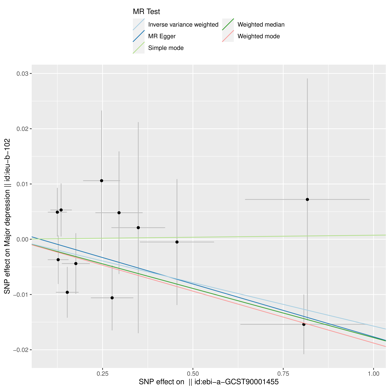 MR Test
Inverse variance weighted
Weighted median
MR Egger
Weighted mode
Simple mode
0.03
0.01
0.00
−0.01
−0.02
SNP effect on Major depression || id:ieu−b−102
0.25
0.50
0.75
1.00
SNP effect on || id:ebi−a−GCST90001455